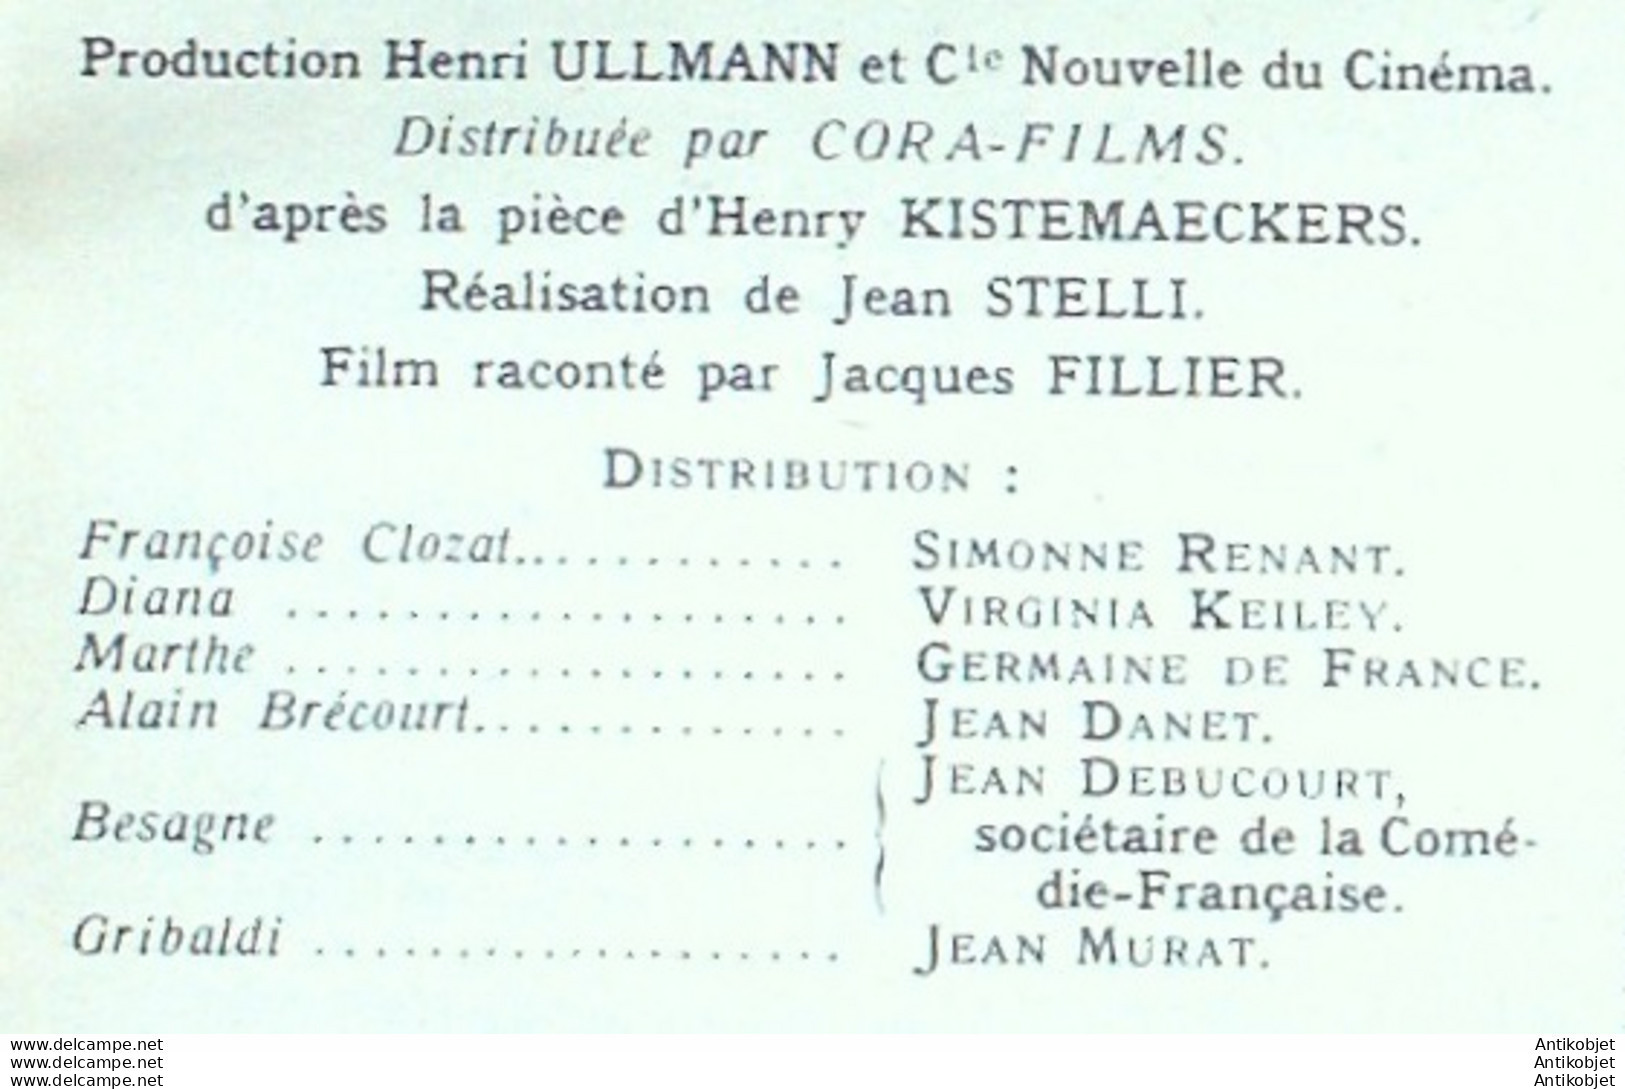 Production Henri ULLMANN et Cie Nouvelle du Cinéma.
Distribuée par CORA-FILMS.
d'après la pièce d'Henry KISTEMAECKERS.
Réalisation de Jean STELLI.
Film raconté par Jacques FILLIER.
DISTRIBUTION :
Françoise Clozat.............. SIMONNE RENANT.
Diana ................... VIRGINIA KEILEY.
Marthe ................... GERMAINE DE FRANCE.
Alain Brécourt.............. JEAN DANET.
Besagne .................. JEAN DEBUCOURT,
sociétaire de la Comé-
die-Française.
Gribaldi .................. JEAN MURAT.
www.delcampe.net Antikobjet
www.delcampe.net Antikobjet
www.delcampe.net Antikobjet